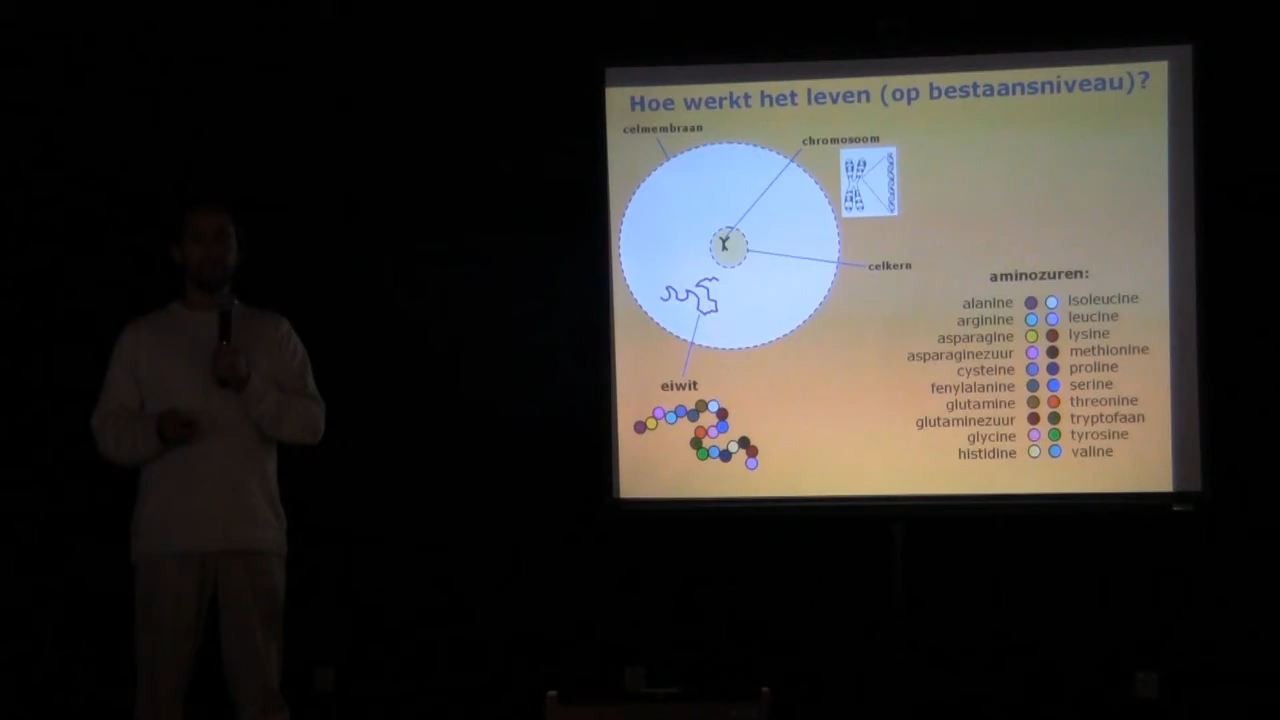 Hoe werkt het leven (op bestaansniveau)?
celmembraan
chromosoom
celkern
eiwit
aminozuren:
alanine isoleucine
arginine leucine
asparagine lysine
asparaginezuur methionine
cysteine proline
fenylalanine serine
glutamine threonine
glutaminezuur tryptofaan
glycine tyrosine
histidine valine